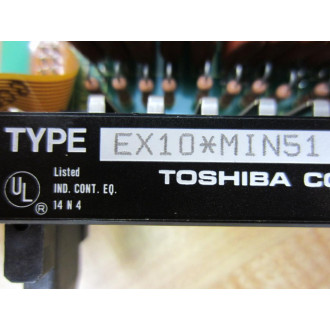 TYPE EX10*MIN51
UL Listed
IND. CONT. EQ.
® 14 N 4
TOSHIBA CO